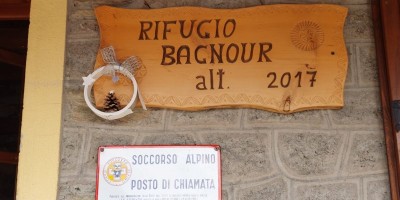 RIFUGIO
BAGNOUR
alt. 2017
SOCCORSO ALPINO
POSTO DI CHIAMATA